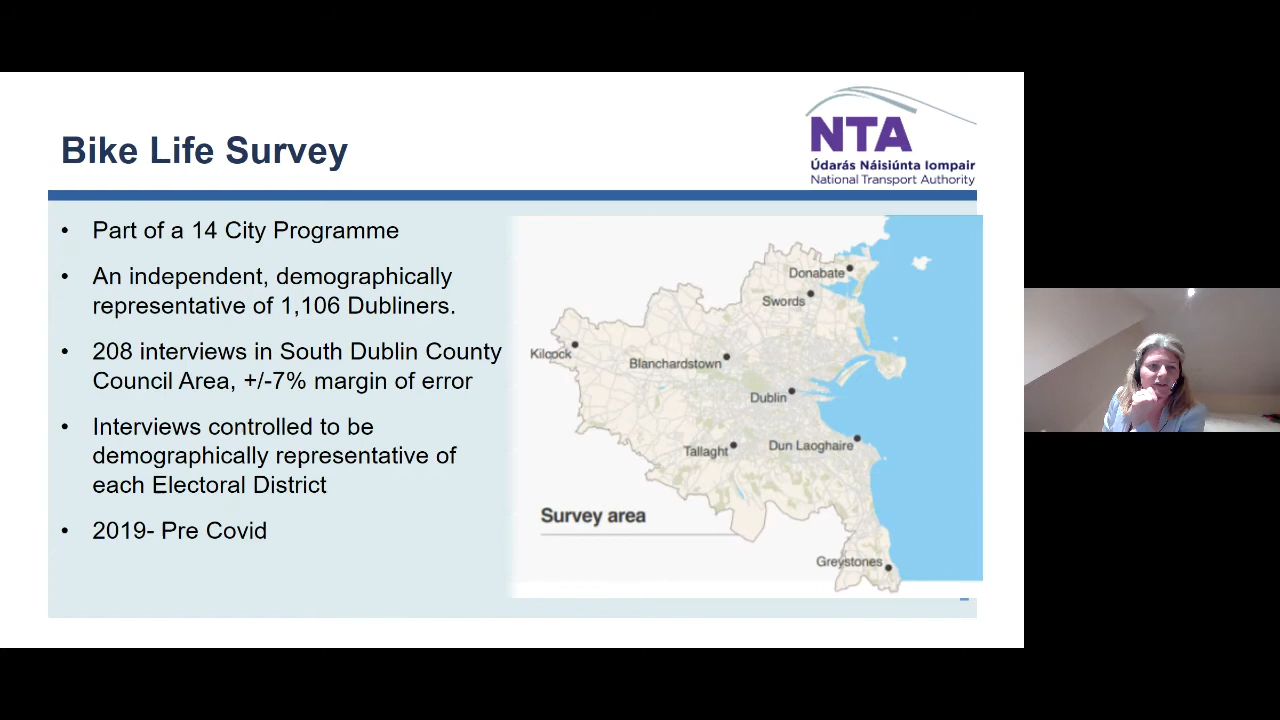 NTA
Údarás Náisiúnta Iompair
National Transport Authority
Bike Life Survey
• Part of a 14 City Programme
• An independent, demographically
representative of 1,106 Dubliners.
• 208 interviews in South Dublin County
Council Area, +/-7% margin of error
• Interviews controlled to be
demographically representative of
each Electoral District
• 2019- Pre Covid
Donabate
Swords
Kilcock
Blanchardstown
Dublin
Tallaght
Dun Laoghaire
Survey area
Greystones